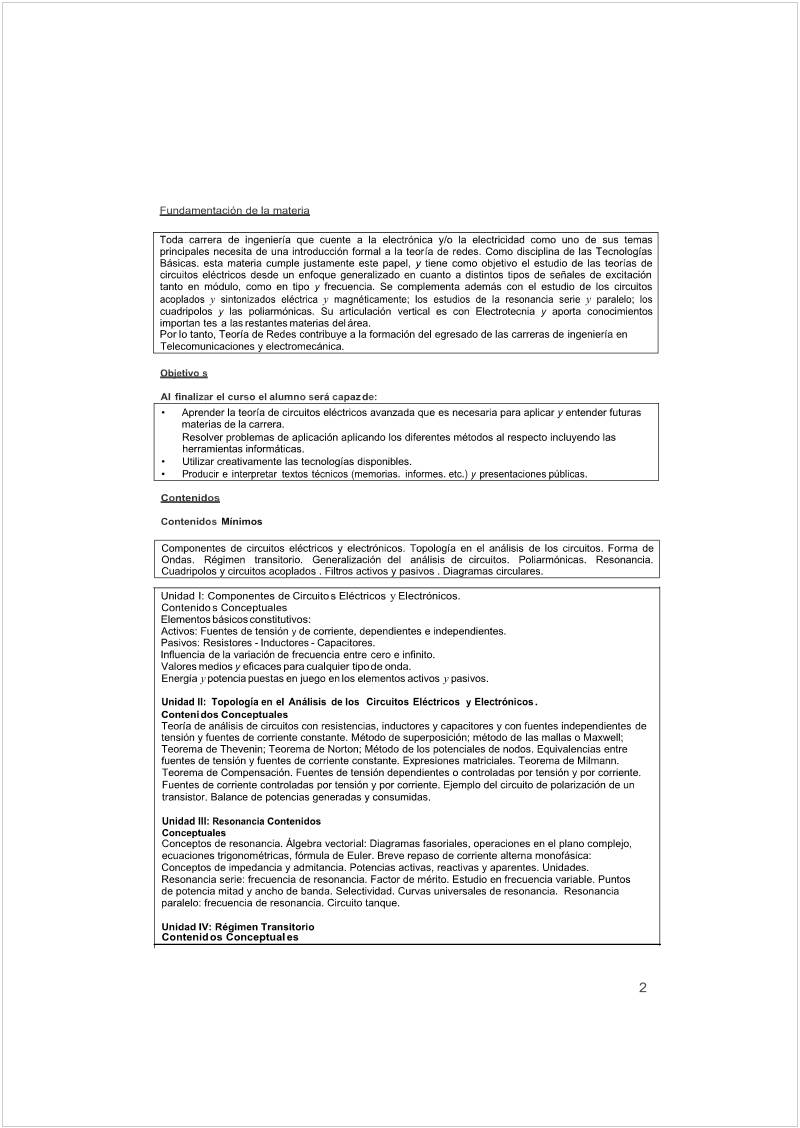 Fundamentación de la materia
Toda carrera de ingeniería que cuente a la electrónica y/o la electricidad como uno de sus temas
principales necesita de una introducción formal a la teoría de redes. Como disciplina de las Tecnologías
Básicas. esta materia cumple justamente este papel, y tiene como objetivo el estudio de las teorías de
circuitos eléctricos desde un enfoque generalizado en cuanto a distintos tipos de señales de excitación
tanto en módulo, como en tipo y frecuencia. Se complementa además con el estudio de los circuitos
acoplados y sintonizados eléctrica y magnéticamente; los estudios de la resonancia serie y paralelo; los
cuadripolos y las poliarmónicas. Su articulación vertical es con Electrotecnia y aporta conocimientos
importan tes a las restantes materias del área.
Por lo tanto, Teoría de Redes contribuye a la formación del egresado de las carreras de ingeniería en
Telecomunicaciones y electromecánica.
Objetivo s
Al finalizar el curso el alumno será capaz de:
• Aprender la teoría de circuitos eléctricos avanzada que es necesaria para aplicar y entender futuras
materias de la carrera.
Resolver problemas de aplicación aplicando los diferentes métodos al respecto incluyendo las
herramientas informáticas.
• Utilizar creativamente las tecnologías disponibles.
• Producir e interpretar textos técnicos (memorias. informes. etc.) y presentaciones públicas.
Contenidos
Contenidos Mínimos
Componentes de circuitos eléctricos y electrónicos. Topología en el análisis de los circuitos. Forma de
Ondas. Régimen transitorio. Generalización del análisis de circuitos. Poliarmónicas. Resonancia.
Cuadripolos y circuitos acoplados . Filtros activos y pasivos . Diagramas circulares.
Unidad I: Componentes de Circuitos Eléctricos y Electrónicos.
Contenidos Conceptuales
Elementos básicos constitutivos:
Activos: Fuentes de tensión y de corriente, dependientes e independientes.
Pasivos: Resistores - Inductores - Capacitores.
Influencia de la variación de frecuencia entre cero e infinito.
Valores medios y eficaces para cualquier tipo de onda.
Energía y potencia puestas en juego en los elementos activos y pasivos.
Unidad II: Topología en el Análisis de los Circuitos Eléctricos y Electrónicos.
Contenidos Conceptuales
Teoría de análisis de circuitos con resistencias, inductores y capacitores y con fuentes independientes de
tensión y fuentes de corriente constante. Método de superposición; método de las mallas o Maxwell;
Teorema de Thevenin; Teorema de Norton; Método de los potenciales de nodos. Equivalencias entre
fuentes de tensión y fuentes de corriente constante. Expresiones matriciales. Teorema de Milmann.
Teorema de Compensación. Fuentes de tensión dependientes o controladas por tensión y por corriente.
Fuentes de corriente controladas por tensión y por corriente. Ejemplo del circuito de polarización de un
transistor. Balance de potencias generadas y consumidas.
Unidad III: Resonancia Contenidos
Conceptuales
Conceptos de resonancia. Álgebra vectorial: Diagramas fasoriales, operaciones en el plano complejo,
ecuaciones trigonométricas, fórmula de Euler. Breve repaso de corriente alterna monofásica:
Conceptos de impedancia y admitancia. Potencias activas, reactivas y aparentes. Unidades.
Resonancia serie: frecuencia de resonancia. Factor de mérito. Estudio en frecuencia variable. Puntos
de potencia mitad y ancho de banda. Selectividad. Curvas universales de resonancia. Resonancia
paralelo: frecuencia de resonancia. Circuito tanque.
Unidad IV: Régimen Transitorio
Contenidos Conceptuales
2